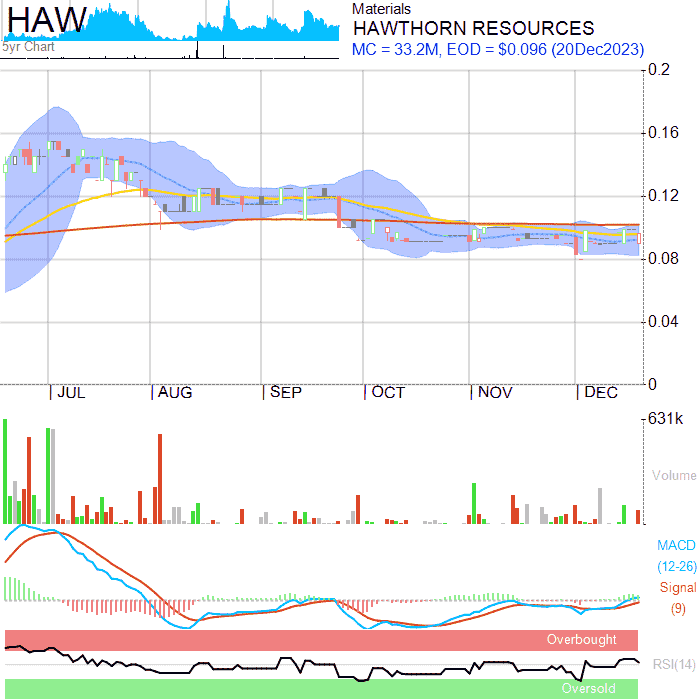 HAW
5yr Chart
Materials
HAWTHORN RESOURCES
MC = 33.2M, EOD = $0.096 (20Dec2023)
0.2
0.16
0.12
0.08
0.04
0
JUL AUG SEP OCT NOV DEC
631k
Volume
MACD
(12-26)
Signal
(9)
Overbought
RSI(14)
Oversold